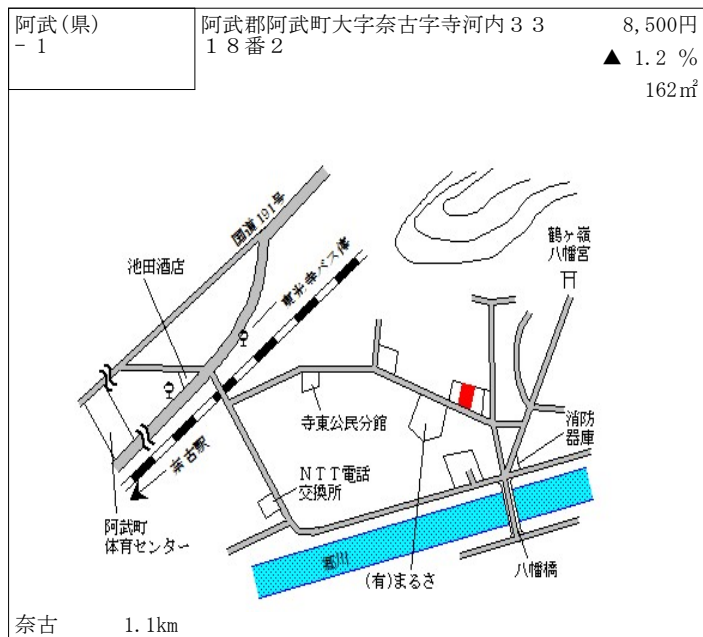 阿武(県)
- 1
阿武郡阿武町大字奈古字寺河内３３
１８番２
8,500円
▲ 1.2 %
162㎡
国道191号
池田酒店
東光寺バス停
鶴ヶ嶺
八幡宮
寺東公民分館
消防
器庫
奈古駅
ＮＴＴ電話
交換所
阿武町
体育センター
郷川
(有)まるさ
八幡橋
奈古 1.1km